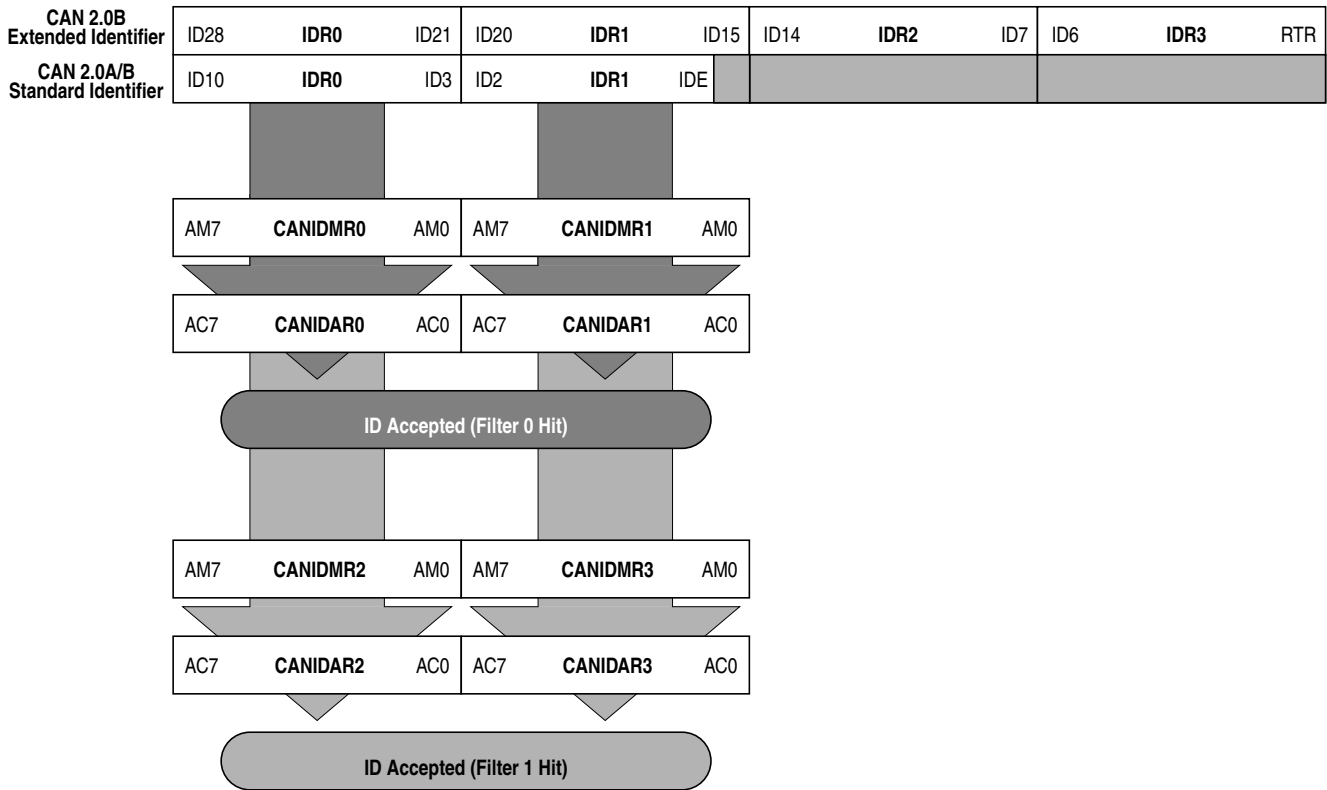 CAN 2.0B
Extended Identifier
ID28 IDR0 ID21 ID20 IDR1 ID15 ID14 IDR2 ID7 ID6 IDR3 RTR
CAN 2.0A/B
Standard Identifier
ID10 IDR0 ID3 ID2 IDR1 IDE
AM7 CANIDMR0 AM0 AM7 CANIDMR1 AM0
AC7 CANIDAR0 AC0 AC7 CANIDAR1 AC0
ID Accepted (Filter 0 Hit)
AM7 CANIDMR2 AM0 AM7 CANIDMR3 AM0
AC7 CANIDAR2 AC0 AC7 CANIDAR3 AC0
ID Accepted (Filter 1 Hit)